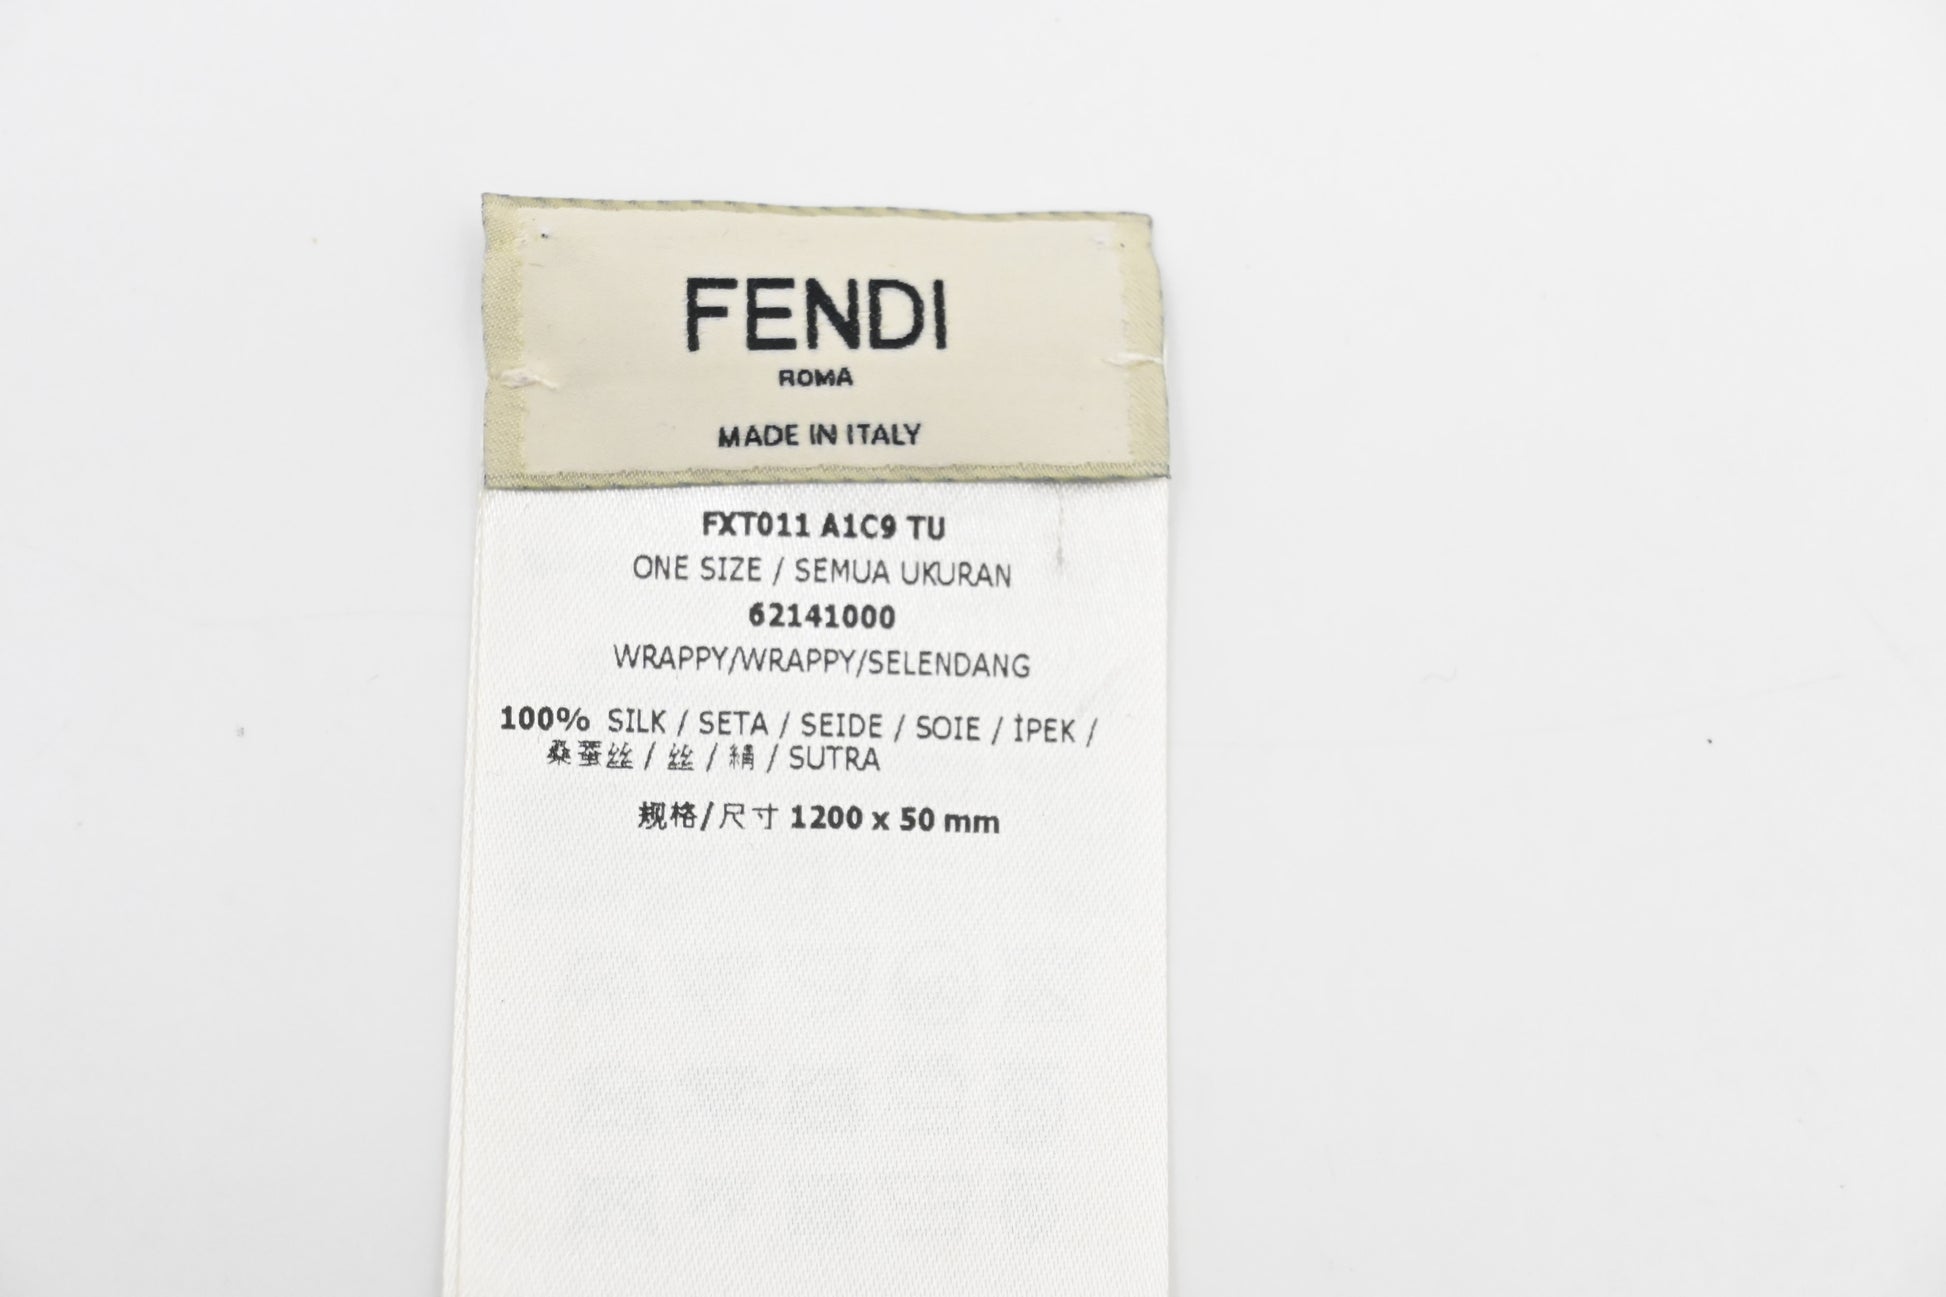 FENDI
ROMA
MADE IN ITALY
FXT011 A1C9 TU
ONE SIZE / SEMUA UKURAN
62141000
WRAPPY/WRAPPY/SELENDANG
100% SILK / SETA / SEIDE / SOIE / İPEK /
桑蚕丝 / 丝 / 絹 / SUTRA
规格/尺寸 1200 x 50 mm